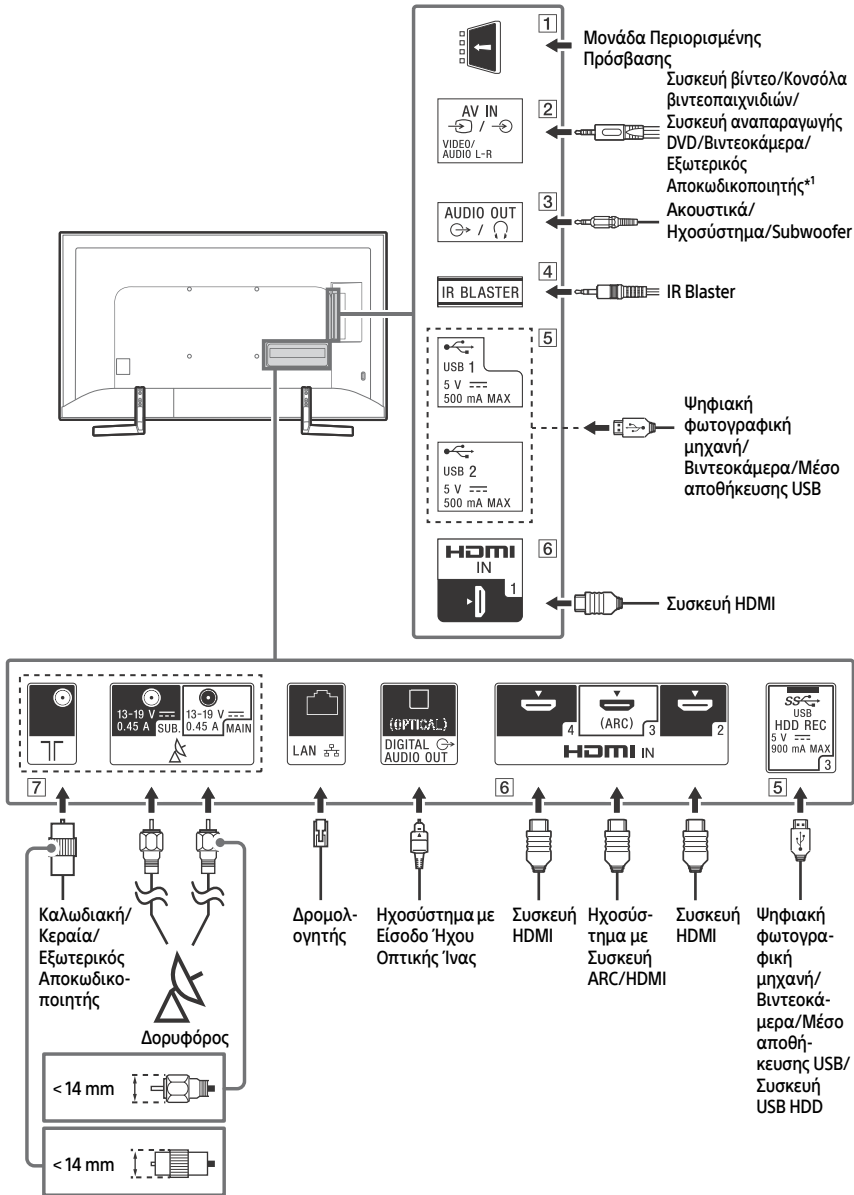 1
Μονάδα Περιορισμένης
Πρόσβασης
AV IN
/
VIDEO/
AUDIO L-R
2
Συσκευή βίντεο/Κονσόλα
βιντεοπαιχνιδιών/
Συσκευή αναπαραγωγής
DVD/Βιντεοκάμερα/
Εξωτερικός
Αποκωδικοποιητής*1
AUDIO OUT
/
3
Ακουστικά/
Ηχοσύστημα/Subwoofer
IR BLASTER
4
IR Blaster
5
USB 1
5 V
500 mA MAX
USB 2
5 V
500 mA MAX
Ψηφιακή
φωτογραφική
μηχανή/
Βιντεοκάμερα/Μέσο
αποθήκευσης USB
HDMI
IN
1
6
Συσκευή HDMI
13-19 V
0.45 A
SUB.
13-19 V
0.45 A
MAIN
LAN
(OPTICAL)
DIGITAL
AUDIO OUT
4
(ARC)
3
2
HDMI IN
SS
USB
HDD REC
5 V
900 mA MAX
3
7
6
5
Καλωδιακή/
Κεραία/
Εξωτερικός
Αποκωδικο-
ποιητής
Δορυφόρος
Δρομολ-
ογητής
Ηχοσύστημα με
Είσοδο Ήχου
Οπτικής Ίνας
Συσκευή
HDMI
Ηχοσύσ-
τημα με
Συσκευή
ARC/HDMI
Συσκευή
HDMI
Ψηφιακή
φωτογρα-
φική
μηχανή/
Βιντεοκά-
μερα/Μέσο
αποθή-
κευσης USB/
Συσκευή
USB HDD
< 14 mm
< 14 mm